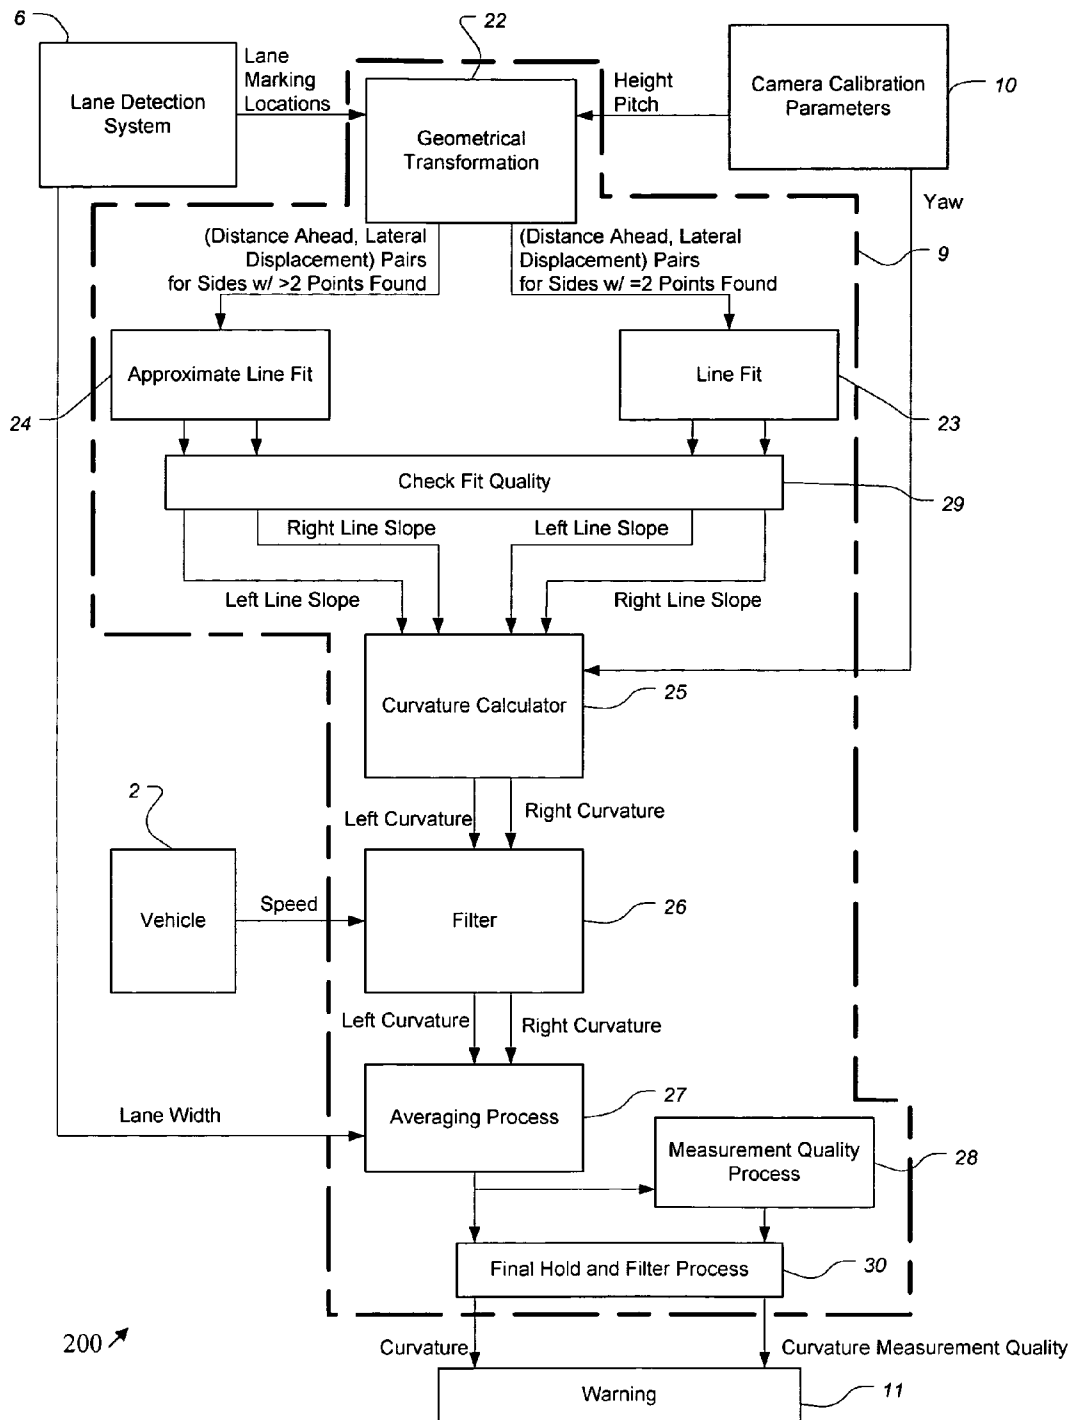 6
22
Lane Detection
System
Lane
Marking
Locations
Geometrical
Transformation
Height
Pitch
Camera Calibration
Parameters
10
Yaw
(Distance Ahead, Lateral
Displacement) Pairs
for Sides w/ >2 Points Found
(Distance Ahead, Lateral
Displacement) Pairs
for Sides w/ =2 Points Found
9
Approximate Line Fit
24
Line Fit
23
Check Fit Quality
29
Right Line Slope
Left Line Slope
Left Line Slope
Right Line Slope
Curvature Calculator
25
2
Left Curvature
Right Curvature
Vehicle
Speed
Filter
26
Left Curvature
Right Curvature
Lane Width
Averaging Process
27
Measurement Quality
Process
28
Final Hold and Filter Process
30
200
Curvature
Curvature Measurement Quality
Warning
11